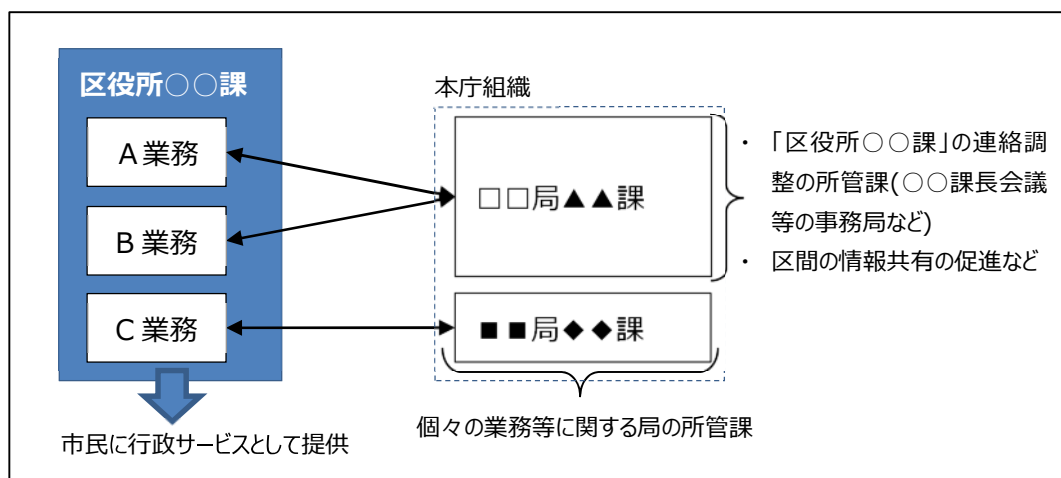 区役所○○課
A業務
B業務
C業務
市民に行政サービスとして提供
本庁組織
□□局▲▲課
■■局◆◆課
個々の業務等に関する局の所管課
・ 「区役所○○課」の連絡調
整の所管課(○○課長会議
等の事務局など)
・ 区間の情報共有の促進など